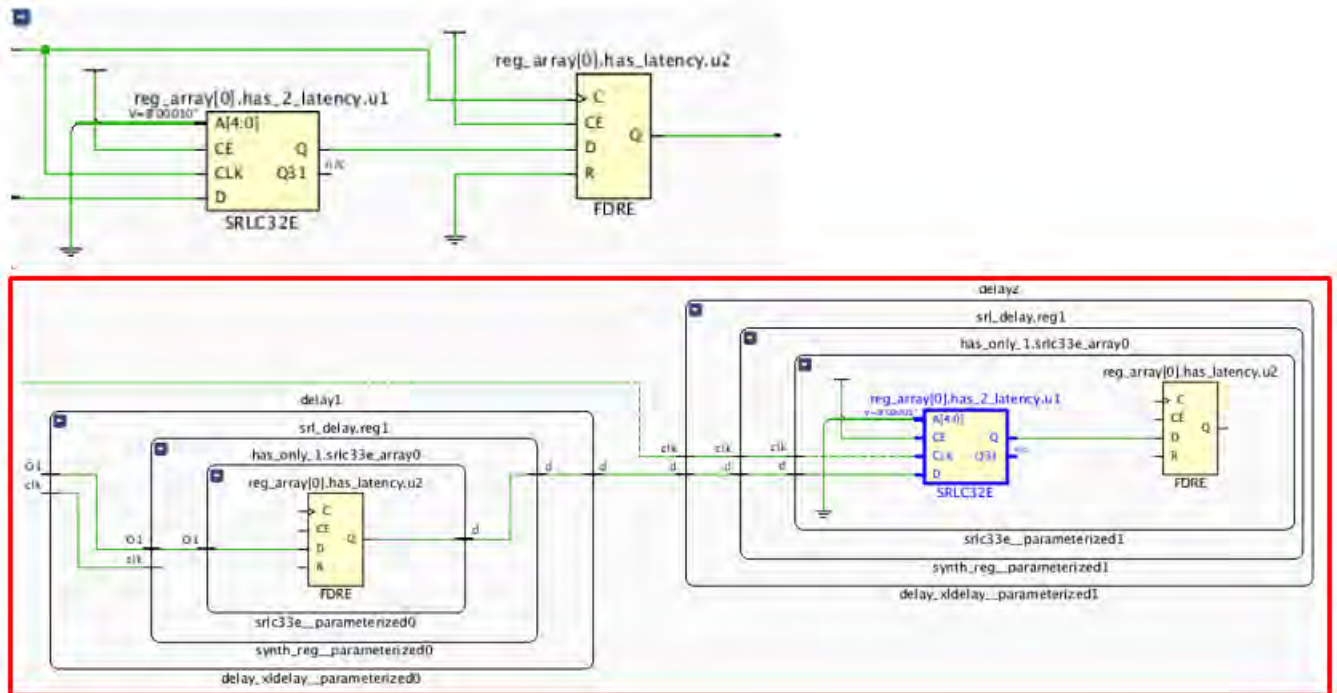 reg_array[0].has_latency.u2
C
CE
D
R
Q
FDRE
reg_array[0].has_2_latency.u1
A[4:0]
CE
CLK
D
Q
Q31
n/c
SRLC32E
delay1
srl_delay.reg1
has_only_1.srlc33e_array0
reg_array[0].has_latency.u2
C
CE
D
R
Q
FDRE
O1
clk
O1
clk
O1
d
d
d
srlc33e__parameterized0
synth_reg__parameterized0
delay_xldelay__parameterized0
delay2
srl_delay.reg1
has_only_1.srlc33e_array0
reg_array[0].has_latency.u2
C
CE
D
R
Q
FDRE
reg_array[0].has_2_latency.u1
A[4:0]
CE
CLK
D
Q
Q31
SRLC32E
clk
d
clk
d
clk
d
srlc33e__parameterized1
synth_reg__parameterized1
delay_xldelay__parameterized1